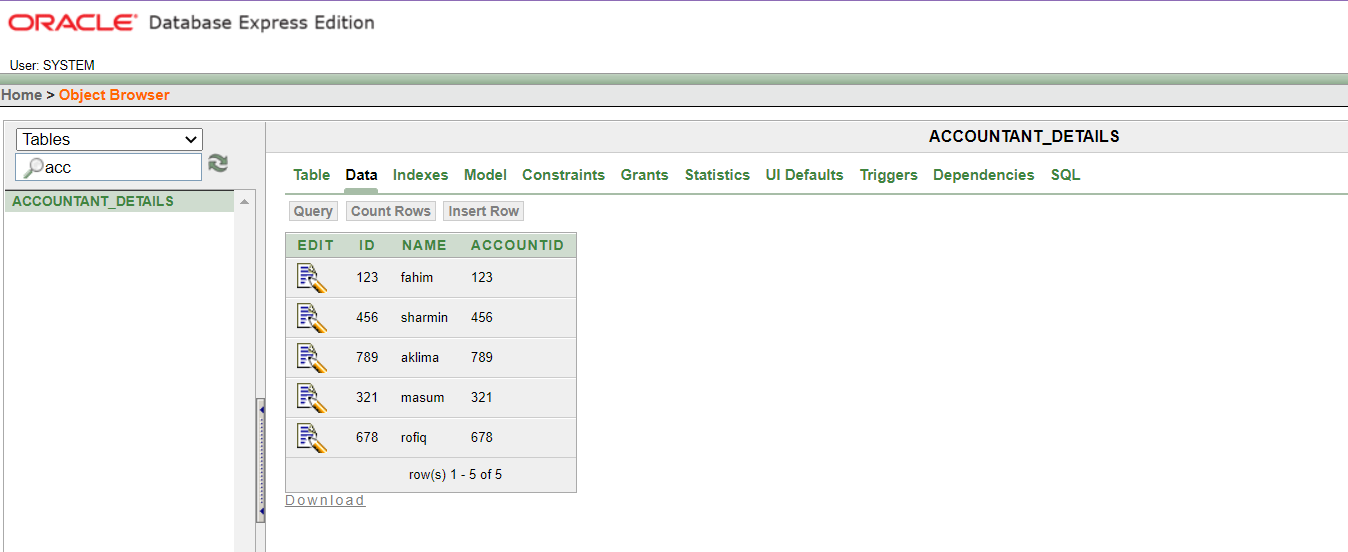 ORACLE Database Express Edition
User: SYSTEM
Home > Object Browser
Tables
acc
ACCOUNTANT_DETAILS
ACCOUNTANT_DETAILS
Table Data Indexes Model Constraints Grants Statistics UI Defaults Triggers Dependencies SQL
Query Count Rows Insert Row
EDIT ID NAME ACCOUNTID
123 fahim 123
456 sharmin 456
789 aklima 789
321 masum 321
678 rofiq 678
row(s) 1 - 5 of 5
Download